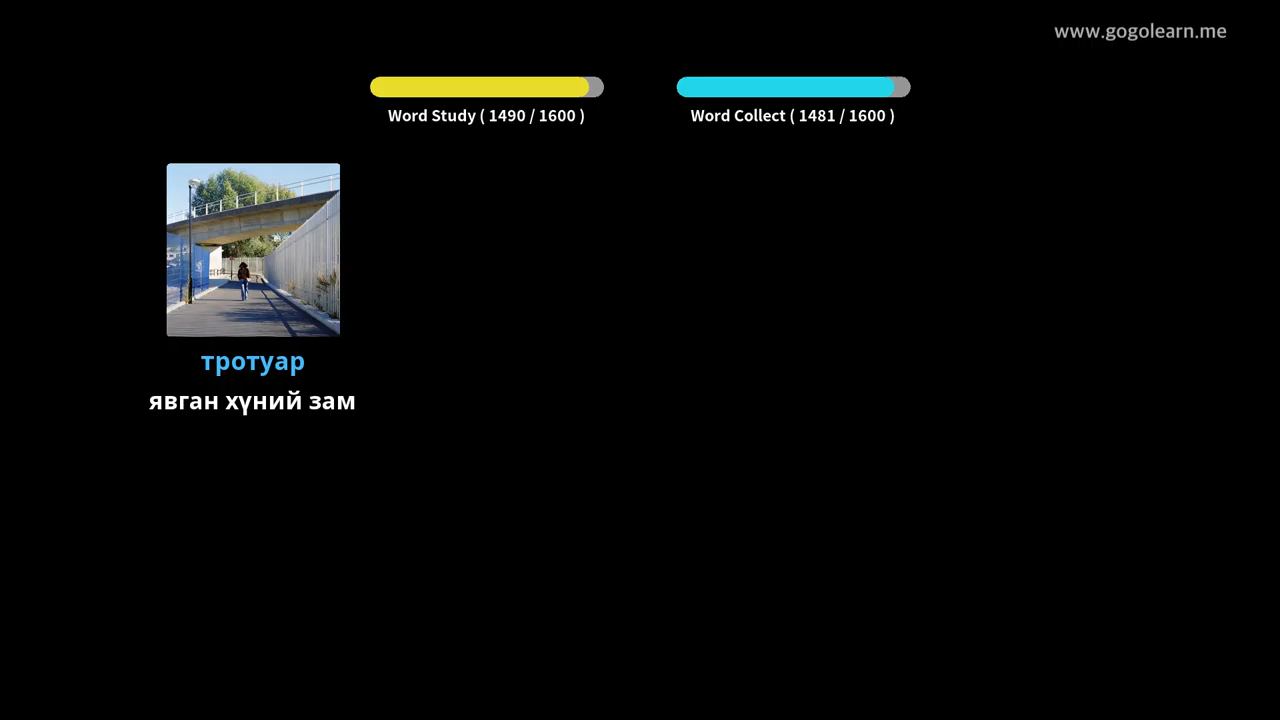 www.gogolearn.me
Word Study ( 1490 / 1600 )
Word Collect ( 1481 / 1600 )
тротуар
явган хүний зам